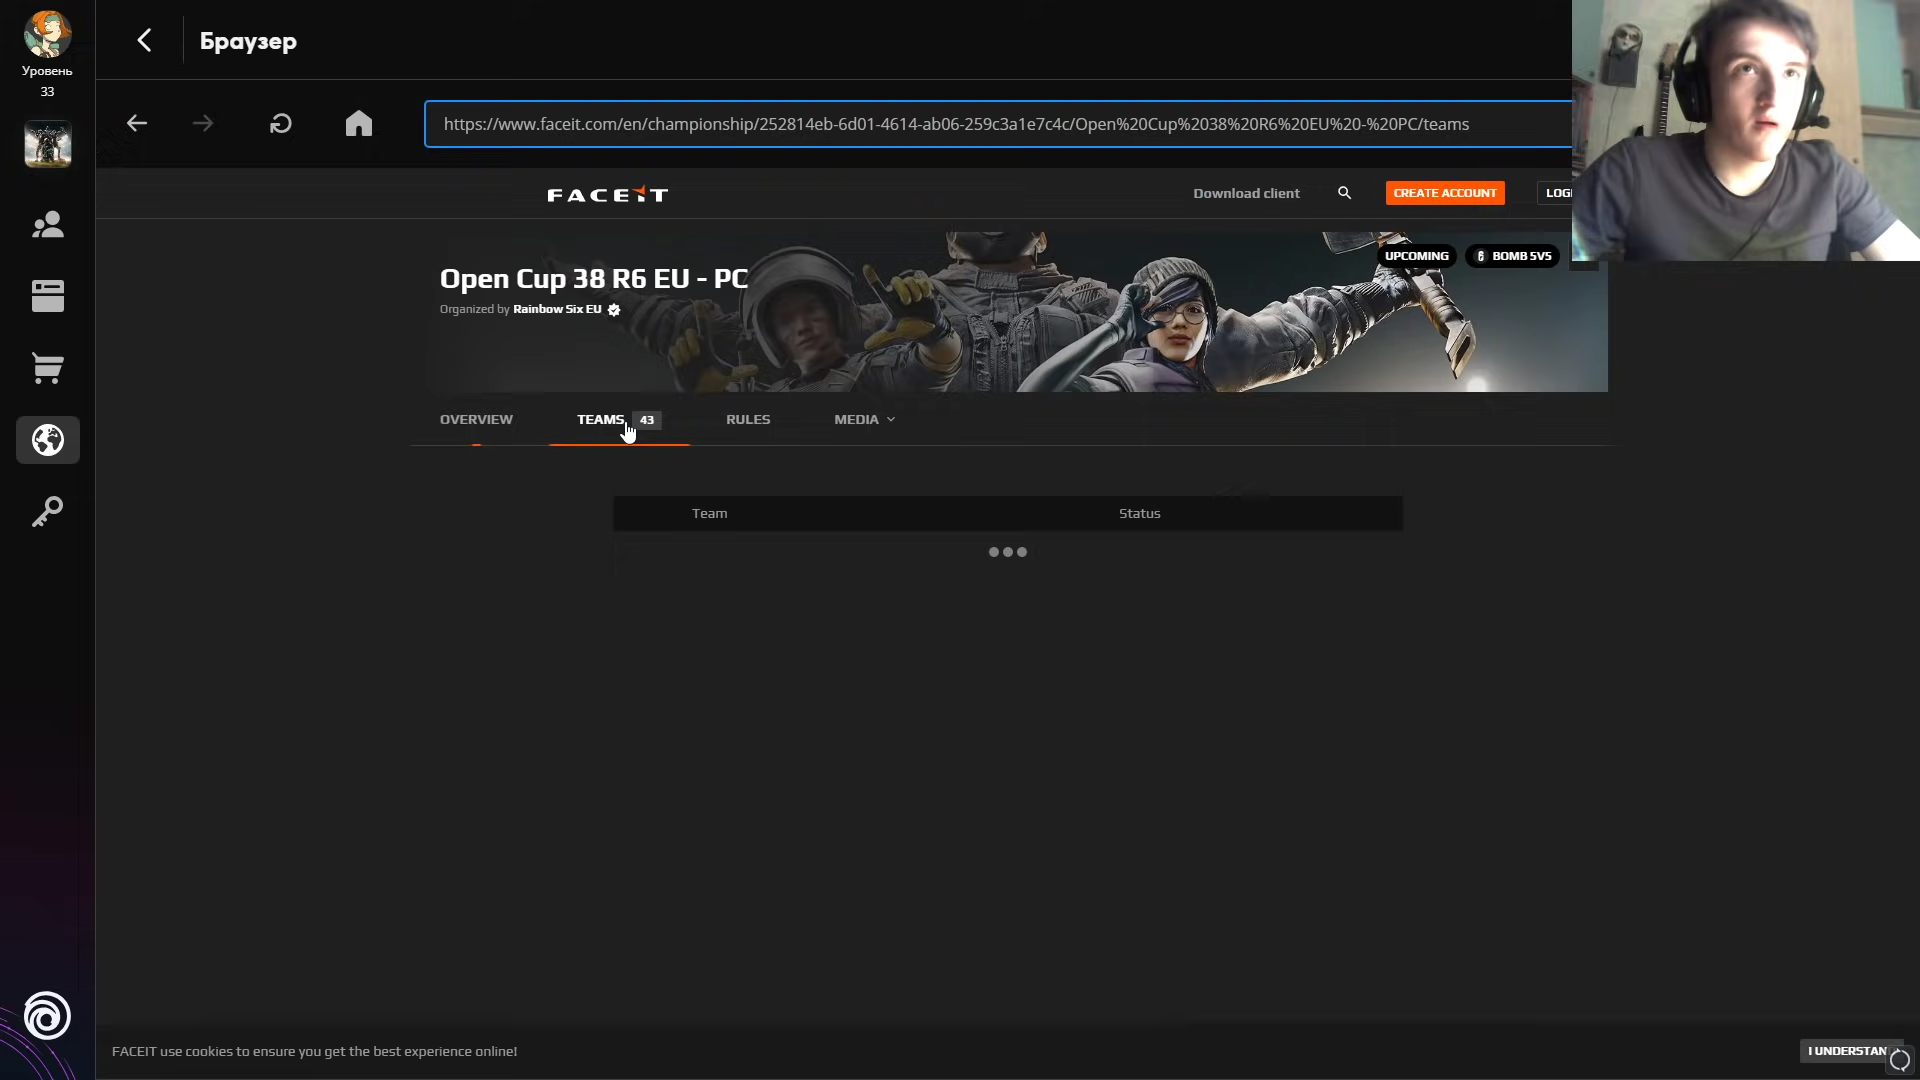 Уровень
33
Браузер
https://www.faceit.com/en/championship/252814eb-6d01-4614-ab06-259c3a1e7c4c/Open%20Cup%2038%20R6%20EU%20-%20PC/teams
FACEIT
Download client
CREATE ACCOUNT
UPCOMING
BOMB 5V5
Open Cup 38 R6 EU - PC
Organized by Rainbow Six EU
OVERVIEW
TEAMS 43
RULES
MEDIA
Team
Status
FACEIT use cookies to ensure you get the best experience online!
I UNDERSTAN